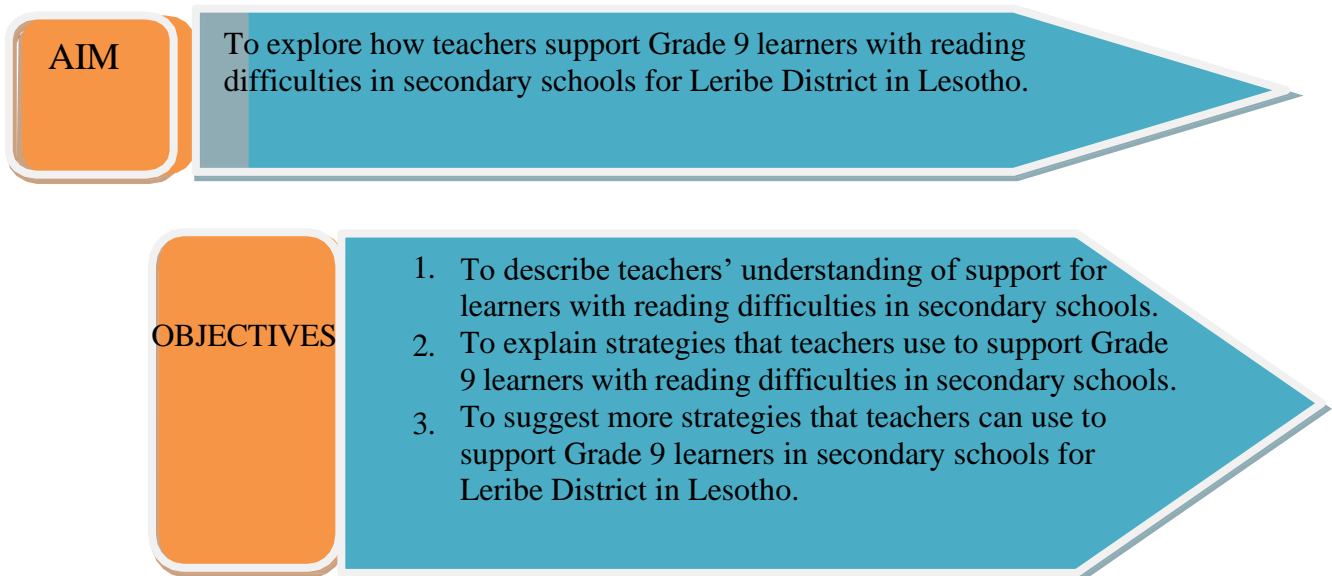 AIM
To explore how teachers support Grade 9 learners with reading
difficulties in secondary schools for Leribe District in Lesotho.
OBJECTIVES
1. To describe teachers’ understanding of support for
learners with reading difficulties in secondary schools.
2. To explain strategies that teachers use to support Grade
9 learners with reading difficulties in secondary schools.
3. To suggest more strategies that teachers can use to
support Grade 9 learners in secondary schools for
Leribe District in Lesotho.